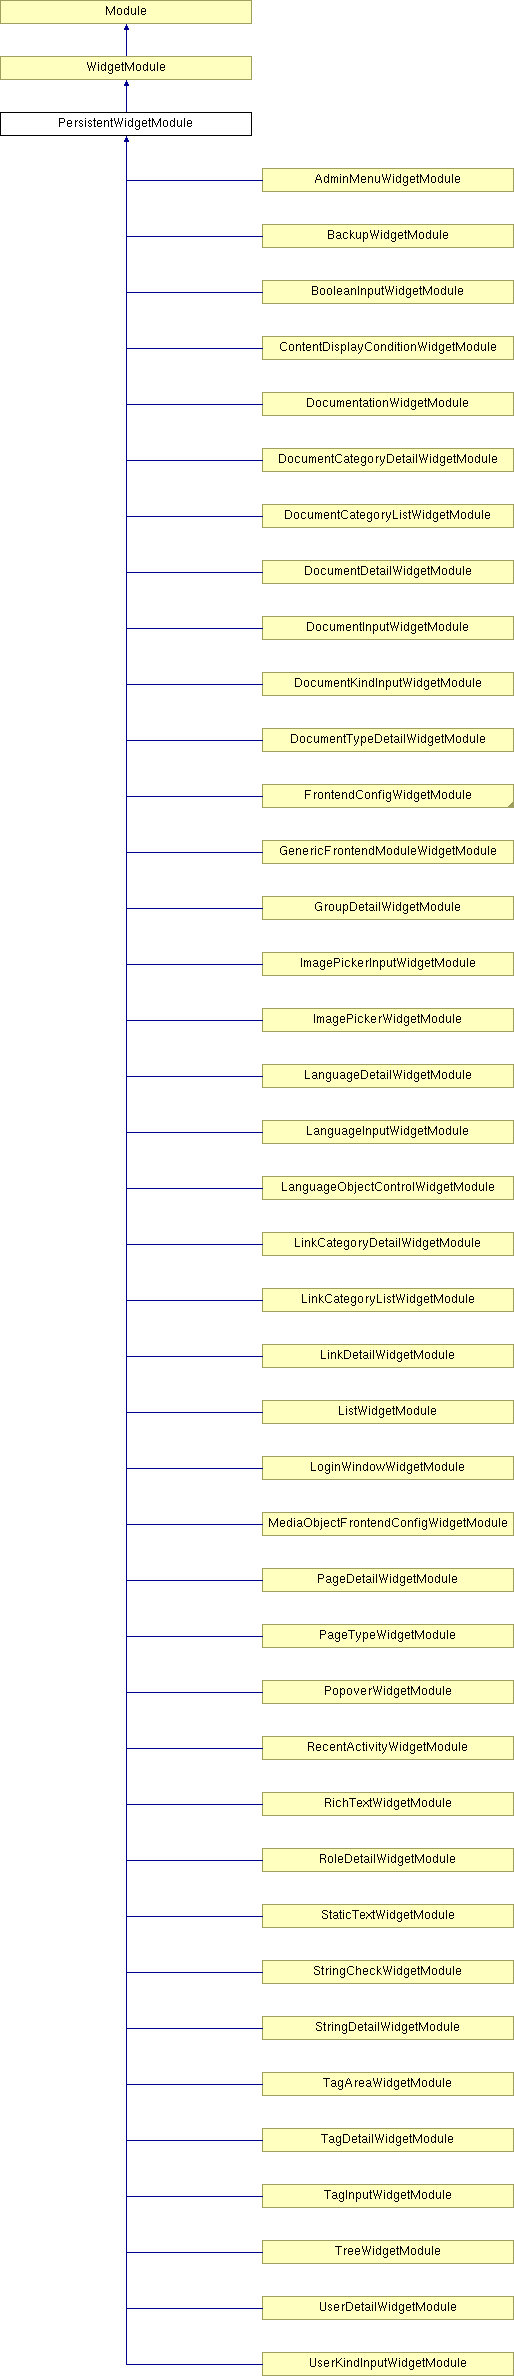 Module
WidgetModule
PersistentWidgetModule
AdminMenuWidgetModule
BackupWidgetModule
BooleanInputWidgetModule
ContentDisplayConditionWidgetModule
DocumentationWidgetModule
DocumentCategoryDetailWidgetModule
DocumentCategoryListWidgetModule
DocumentDetailWidgetModule
DocumentInputWidgetModule
DocumentKindInputWidgetModule
DocumentTypeDetailWidgetModule
FrontendConfigWidgetModule
GenericFrontendModuleWidgetModule
GroupDetailWidgetModule
ImagePickerInputWidgetModule
ImagePickerWidgetModule
LanguageDetailWidgetModule
LanguageInputWidgetModule
LanguageObjectControlWidgetModule
LinkCategoryDetailWidgetModule
LinkCategoryListWidgetModule
LinkDetailWidgetModule
ListWidgetModule
LoginWindowWidgetModule
MediaObjectFrontendConfigWidgetModule
PageDetailWidgetModule
PageTypeWidgetModule
PopoverWidgetModule
RecentActivityWidgetModule
RichTextWidgetModule
RoleDetailWidgetModule
StaticTextWidgetModule
StringCheckWidgetModule
StringDetailWidgetModule
TagAreaWidgetModule
TagDetailWidgetModule
TagInputWidgetModule
TreeWidgetModule
UserDetailWidgetModule
UserKindInputWidgetModule